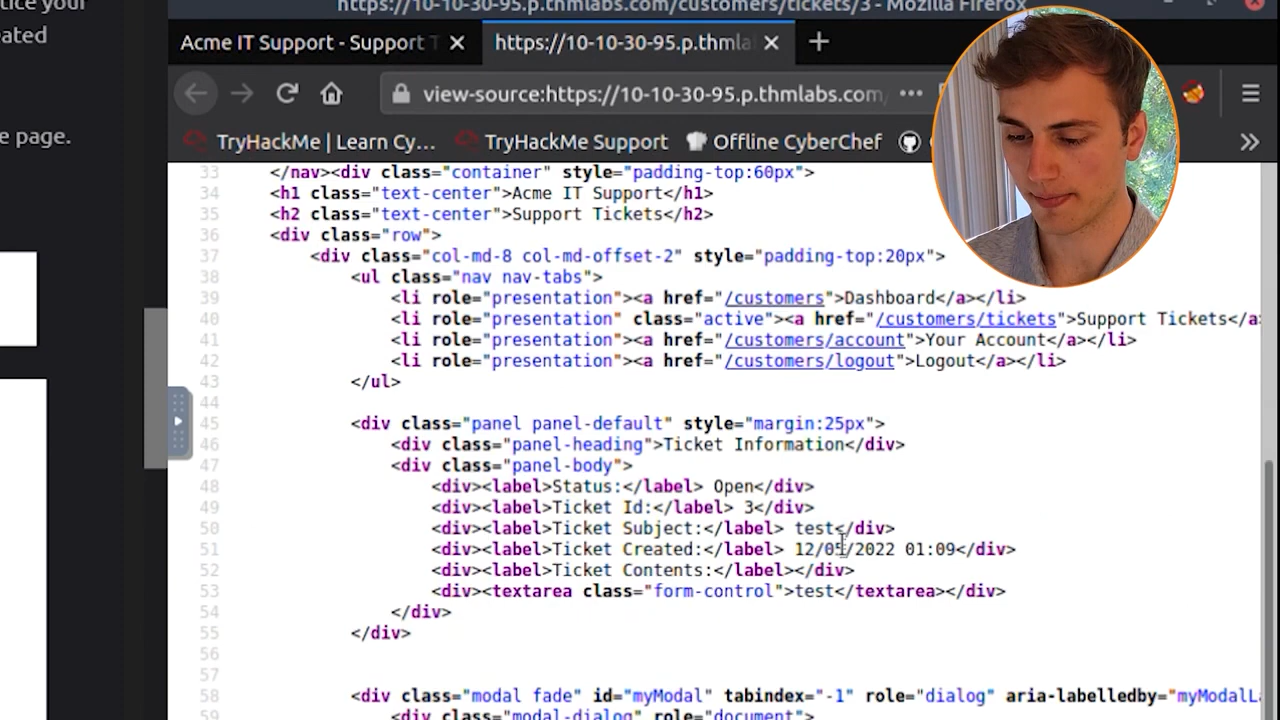 tice your
eated
e page.
https://10-10-30-95.p.thmlabs.com/customers/tickets/3 - Mozilla Firefox
Acme IT Support - Support T
https://10-10-30-95.p.thmla
view-source:https://10-10-30-95.p.thmlabs.com/
TryHackMe | Learn Cy... TryHackMe Support Offline CyberChef
33 </nav><div class="container" style="padding-top:60px">
34 <h1 class="text-center">Acme IT Support</h1>
35 <h2 class="text-center">Support Tickets</h2>
36 <div class="row">
37 <div class="col-md-8 col-md-offset-2" style="padding-top:20px">
38 <ul class="nav nav-tabs">
39 <li role="presentation"><a href="/customers">Dashboard</a></li>
40 <li role="presentation" class="active"><a href="/customers/tickets">Support Tickets</a>
41 <li role="presentation"><a href="/customers/account">Your Account</a></li>
42 <li role="presentation"><a href="/customers/logout">Logout</a></li>
43 </ul>
44
45 <div class="panel panel-default" style="margin:25px">
46 <div class="panel-heading">Ticket Information</div>
47 <div class="panel-body">
48 <div><label>Status:</label> Open</div>
49 <div><label>Ticket Id:</label> 3</div>
50 <div><label>Ticket Subject:</label> test</div>
51 <div><label>Ticket Created:</label> 12/05/2022 01:09</div>
52 <div><label>Ticket Contents:</label></div>
53 <div><textarea class="form-control">test</textarea></div>
54 </div>
55 </div>
56
57
58 <div class="modal fade" id="myModal" tabindex="-1" role="dialog" aria-labelledby="myModalLa
59 <div class="modal-dialog" role="document">